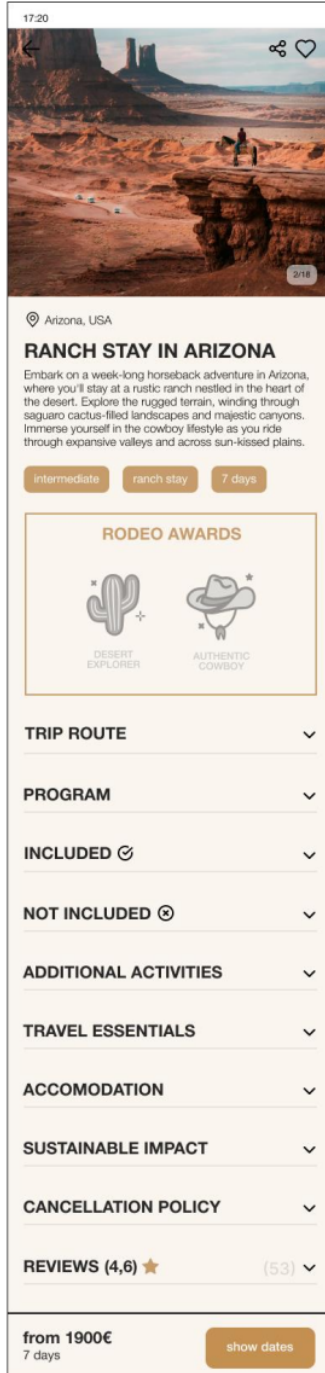 17:20
2/18
Arizona, USA
RANCH STAY IN ARIZONA
Embark on a week-long horseback adventure in Arizona,
where you'll stay at a rustic ranch nestled in the heart of
the desert. Explore the rugged terrain, winding through
saguaro cactus-filled landscapes and majestic canyons.
Immerse yourself in the cowboy lifestyle as you ride
through expansive valleys and across sun-kissed plains.
intermediate ranch stay 7 days
RODEO AWARDS
DESERT
EXPLORER
AUTHENTIC
COWBOY
TRIP ROUTE
PROGRAM
INCLUDED
NOT INCLUDED
ADDITIONAL ACTIVITIES
TRAVEL ESSENTIALS
ACCOMODATION
SUSTAINABLE IMPACT
CANCELLATION POLICY
REVIEWS (4,6) (53)
from 1900€
7 days
show dates